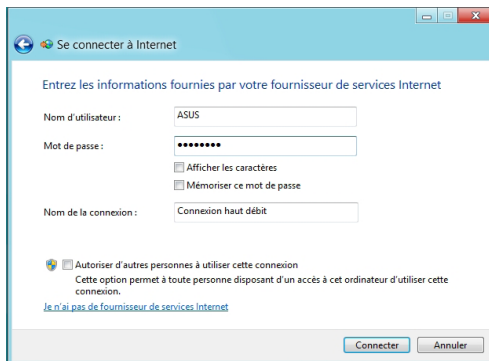 Se connecter à Internet
Entrez les informations fournies par votre fournisseur de services Internet
Nom d'utilisateur :
ASUS
Mot de passe :
••••••••
Afficher les caractères
Mémoriser ce mot de passe
Nom de la connexion :
Connexion haut débit
Autoriser d'autres personnes à utiliser cette connexion
Cette option permet à toute personne disposant d'un accès à cet ordinateur d'utiliser cette
connexion.
Je n'ai pas de fournisseur de services Internet
Connecter
Annuler